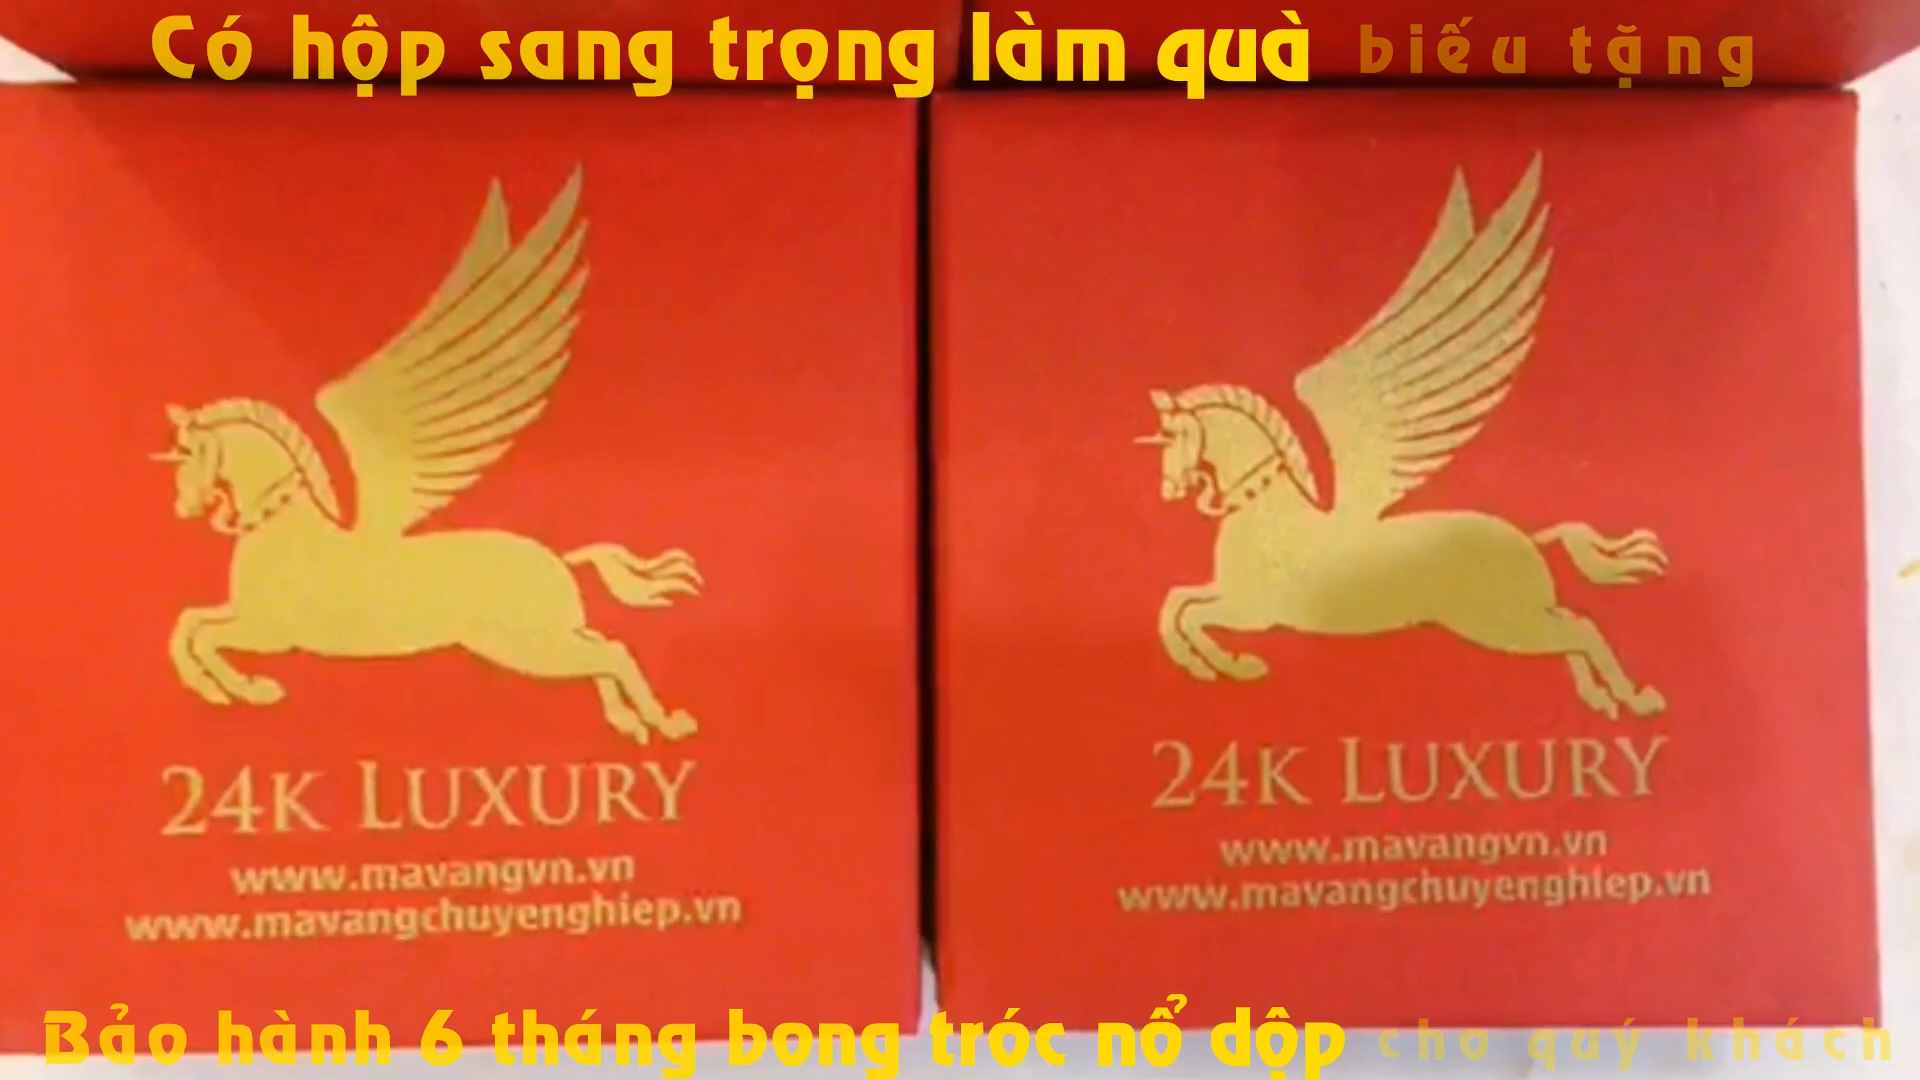 Có hộp sang trọng làm quà biếu tặng
24K LUXURY
www.mavangvn.vn
www.mavangchuyenghiep.vn
24K LUXURY
www.mavangvn.vn
www.mavangchuyenghiep.vn
Bảo hành 6 tháng bong tróc nổ dộp cho quý khách